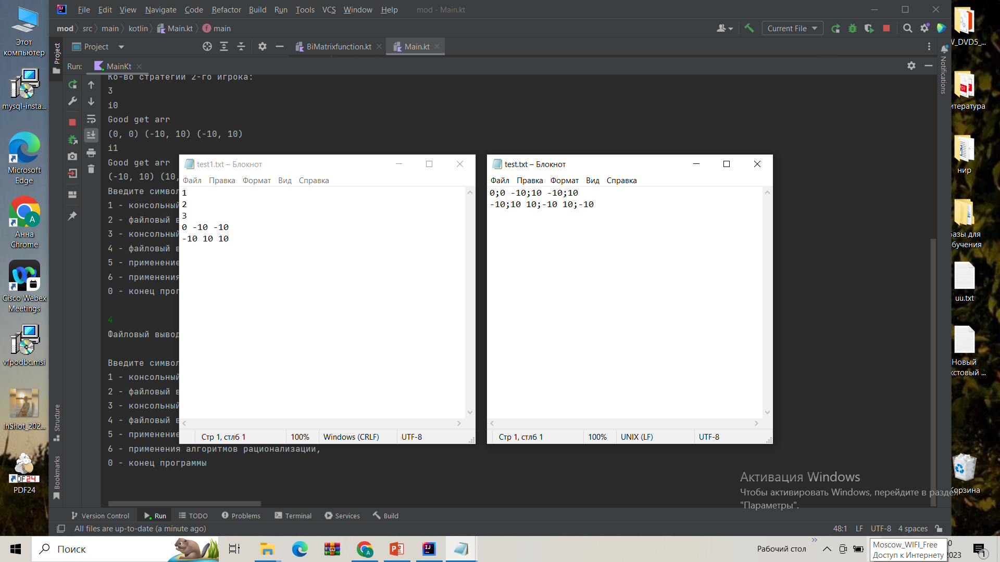 File Edit View Navigate Code Refactor Build Run Tools VCS Window Help mod - Main.kt
mod src main kotlin Main.kt main
Current File
Project
BiMatrixfunction.kt
Main.kt
Run: MainKt
Project
Structure
Bookmarks
Notifications
Ко-во стратегий 2-го игрока:
3
i0
Good get arr
(0, 0) (-10, 10) (-10, 10)
i1
Good get arr
(-10, 10) (10,
Введите символ
1 - консольный
2 - файловый в
3 - консольный
4 - файловый в
5 - применение
6 - применения
0 - конец прог
4
Файловый вывод
Введите символ
1 - консольный
2 - файловый в
3 - консольный
4 - файловый в
5 - применение
6 - применения алгоритмов рационализации,
0 - конец программы
test1.txt – Блокнот
Файл Правка Формат Вид Справка
1
2
3
0 -10 -10
-10 10 10
Стр 1, стлб 1 100% Windows (CRLF) UTF-8
test.txt – Блокнот
Файл Правка Формат Вид Справка
0;0 -10;10 -10;10
-10;10 10;-10 10;-10
Стр 1, стлб 1 100% UNIX (LF) UTF-8
Активация Windows
Чтобы активировать Windows, перейдите в раздел
"Параметры".
Version Control Run TODO Problems Terminal Services Build
All files are up-to-date (a minute ago)
48:1 LF UTF-8 4 spaces
Этот
компьютер
mysql-insta...
Microsoft
Edge
Анна
Chrome
Cisco Webex
Meetings
vfpodbc.msi
InShot_202...
PDF24
PDF24
W_DVD5_...
итература
нир
базы для
бучения
uu.txt
Новый
кстовый ...
Корзина
Поиск
Рабочий стол
Moscow_WIFI_Free
Доступ к Интернету
2023
1